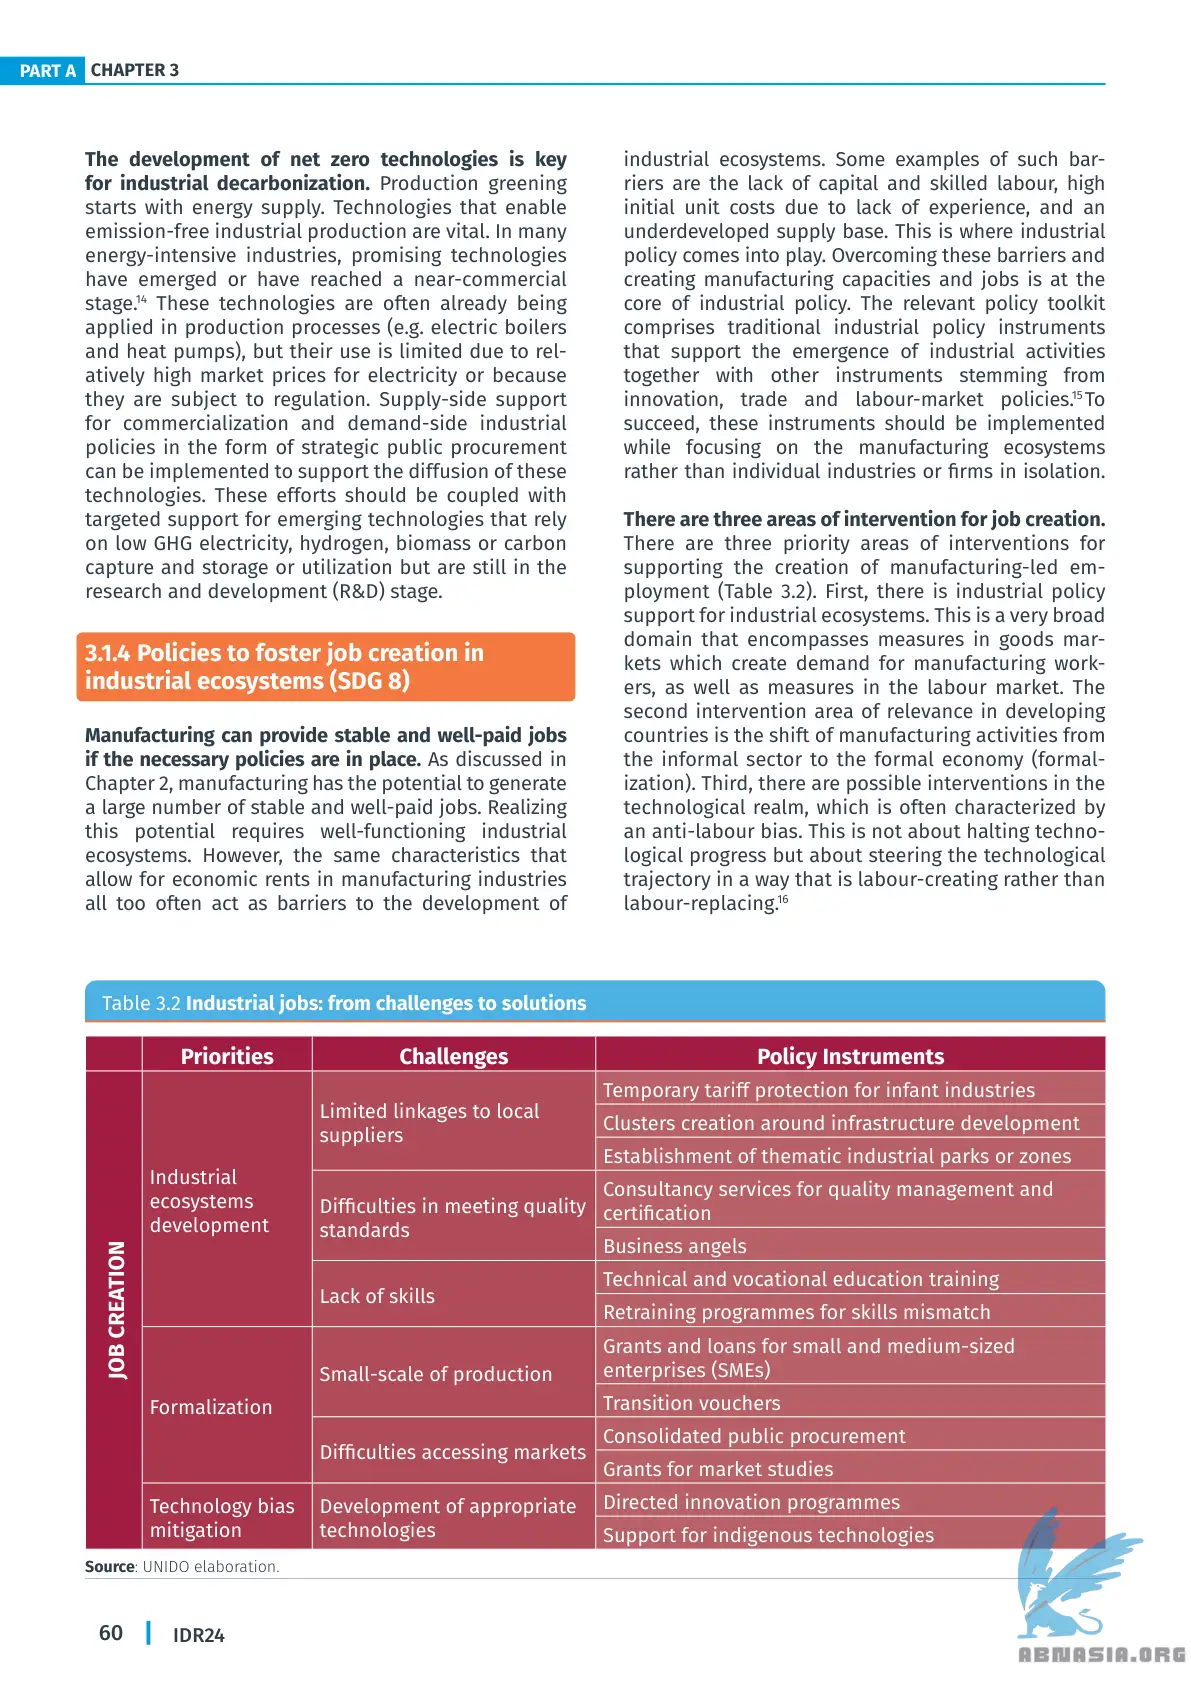 PART A
CHAPTER 3
The development of net zero technologies is key
for industrial decarbonization. Production greening
starts with energy supply. Technologies that enable
emission-free industrial production are vital. In many
energy-intensive industries, promising technologies
have emerged or have reached a near-commercial
stage.14 These technologies are often already being
applied in production processes (e.g. electric boilers
and heat pumps), but their use is limited due to rel-
atively high market prices for electricity or because
they are subject to regulation. Supply-side support
for commercialization and demand-side industrial
policies in the form of strategic public procurement
can be implemented to support the diffusion of these
technologies. These efforts should be coupled with
targeted support for emerging technologies that rely
on low GHG electricity, hydrogen, biomass or carbon
capture and storage or utilization but are still in the
research and development (R&D) stage.
3.1.4 Policies to foster job creation in
industrial ecosystems (SDG 8)
Manufacturing can provide stable and well-paid jobs
if the necessary policies are in place. As discussed in
Chapter 2, manufacturing has the potential to generate
a large number of stable and well-paid jobs. Realizing
this potential requires well-functioning industrial
ecosystems. However, the same characteristics that
allow for economic rents in manufacturing industries
all too often act as barriers to the development of
industrial ecosystems. Some examples of such bar-
riers are the lack of capital and skilled labour, high
initial unit costs due to lack of experience, and an
underdeveloped supply base. This is where industrial
policy comes into play. Overcoming these barriers and
creating manufacturing capacities and jobs is at the
core of industrial policy. The relevant policy toolkit
comprises traditional industrial policy instruments
that support the emergence of industrial activities
together with other instruments stemming from
innovation, trade and labour-market policies.15 To
succeed, these instruments should be implemented
while focusing on the manufacturing ecosystems
rather than individual industries or firms in isolation.
There are three areas of intervention for job creation.
There are three priority areas of interventions for
supporting the creation of manufacturing-led em-
ployment (Table 3.2). First, there is industrial policy
support for industrial ecosystems. This is a very broad
domain that encompasses measures in goods mar-
kets which create demand for manufacturing work-
ers, as well as measures in the labour market. The
second intervention area of relevance in developing
countries is the shift of manufacturing activities from
the informal sector to the formal economy (formal-
ization). Third, there are possible interventions in the
technological realm, which is often characterized by
an anti-labour bias. This is not about halting techno-
logical progress but about steering the technological
trajectory in a way that is labour-creating rather than
labour-replacing.16
Table 3.2 Industrial jobs: from challenges to solutions
Priorities
Challenges
Policy Instruments
JOB CREATION
Industrial
ecosystems
development
Limited linkages to local
suppliers
Temporary tariff protection for infant industries
Clusters creation around infrastructure development
Establishment of thematic industrial parks or zones
Difficulties in meeting quality
standards
Consultancy services for quality management and
certification
Business angels
Lack of skills
Technical and vocational education training
Retraining programmes for skills mismatch
Formalization
Small-scale of production
Grants and loans for small and medium-sized
enterprises (SMEs)
Transition vouchers
Difficulties accessing markets
Consolidated public procurement
Grants for market studies
Technology bias
mitigation
Development of appropriate
technologies
Directed innovation programmes
Support for indigenous technologies
Source: UNIDO elaboration.
60
IDR24
ABNASIA.ORG